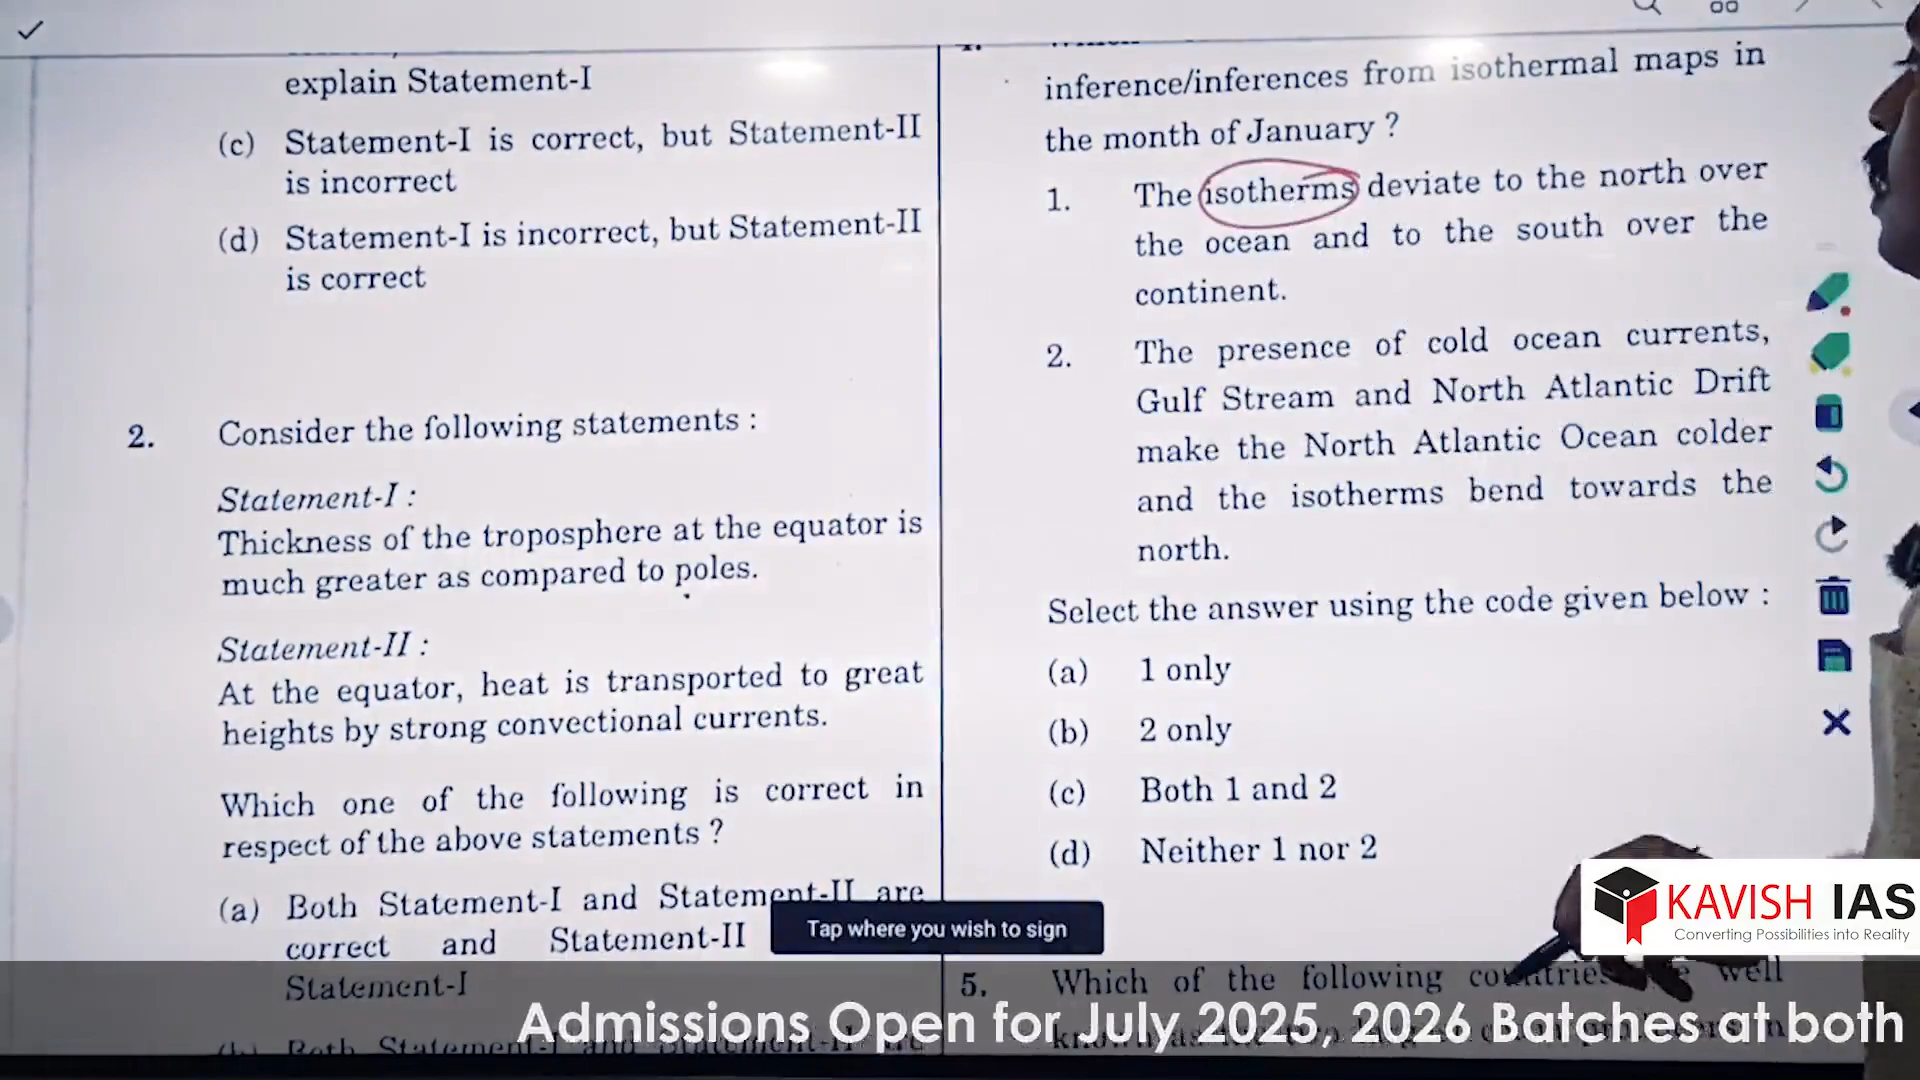 explain Statement-I
(c) Statement-I is correct, but Statement-II
is incorrect
(d) Statement-I is incorrect, but Statement-II
is correct
2. Consider the following statements :
Statement-I :
Thickness of the troposphere at the equator is
much greater as compared to poles.
Statement-II :
At the equator, heat is transported to great
heights by strong convectional currents.
Which one of the following is correct in
respect of the above statements ?
(a) Both Statement-I and Statement-II are
correct and Statement-II
Statement-I
inference/inferences from isothermal maps in
the month of January ?
1. The isotherms deviate to the north over
the ocean and to the south over the
continent.
2. The presence of cold ocean currents,
Gulf Stream and North Atlantic Drift
make the North Atlantic Ocean colder
and the isotherms bend towards the
north.
Select the answer using the code given below :
(a) 1 only
(b) 2 only
(c) Both 1 and 2
(d) Neither 1 nor 2
5. Which of the following well
Tap where you wish to sign
KAVISH IAS
Converting Possibilities into Reality
Admissions Open for July 2025, 2026 Batches at both